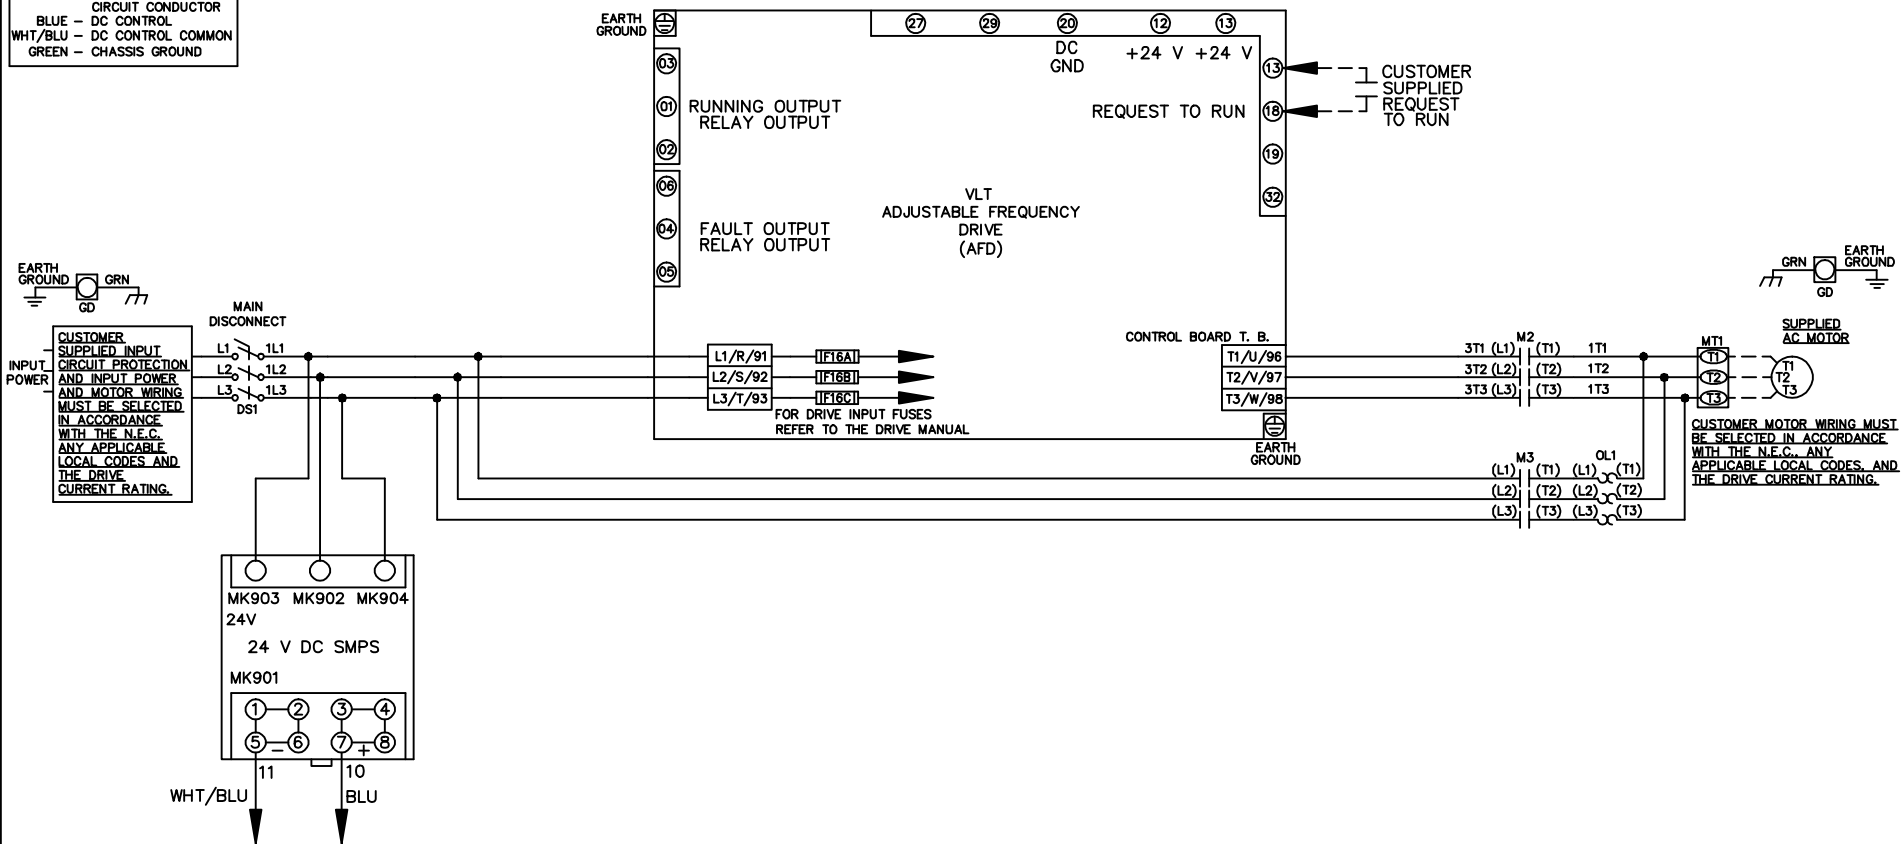 CIRCUIT CONDUCTOR
BLUE – DC CONTROL
WHT/BLU – DC CONTROL COMMON
GREEN – CHASSIS GROUND
EARTH
GROUND
27 29 20 12 13
DC
GND
+24 V +24 V
03
01
02
RUNNING OUTPUT
RELAY OUTPUT
06
04
05
FAULT OUTPUT
RELAY OUTPUT
13
18
19
32
REQUEST TO RUN
CUSTOMER
SUPPLIED
REQUEST
TO RUN
VLT
ADJUSTABLE FREQUENCY
DRIVE
(AFD)
EARTH
GROUND
GRN
GD
INPUT
POWER
CUSTOMER
SUPPLIED INPUT
CIRCUIT PROTECTION
AND INPUT POWER
AND MOTOR WIRING
MUST BE SELECTED
IN ACCORDANCE
WITH THE N.E.C.
ANY APPLICABLE
LOCAL CODES AND
THE DRIVE
CURRENT RATING.
MAIN
DISCONNECT
L1 1L1
L2 1L2
L3 1L3
DS1
L1/R/91 F16A
L2/S/92 F16B
L3/T/93 F16C
FOR DRIVE INPUT FUSES
REFER TO THE DRIVE MANUAL
CONTROL BOARD T. B.
T1/U/96
T2/V/97
T3/W/98
EARTH
GROUND
M2
3T1 (L1) (T1) 1T1
3T2 (L2) (T2) 1T2
3T3 (L3) (T3) 1T3
M3 OL1
(L1) (T1) (L1) (T1)
(L2) (T2) (L2) (T2)
(L3) (T3) (L3) (T3)
GRN
EARTH
GROUND
GD
SUPPLIED
AC MOTOR
MT1
T1 T1
T2 T2
T3 T3
CUSTOMER MOTOR WIRING MUST
BE SELECTED IN ACCORDANCE
WITH THE N.E.C., ANY
APPLICABLE LOCAL CODES, AND
THE DRIVE CURRENT RATING.
MK903 MK902 MK904
24V
24 V DC SMPS
MK901
1 2 3 4
5 – 6 7 + 8
11 10
WHT/BLU BLU